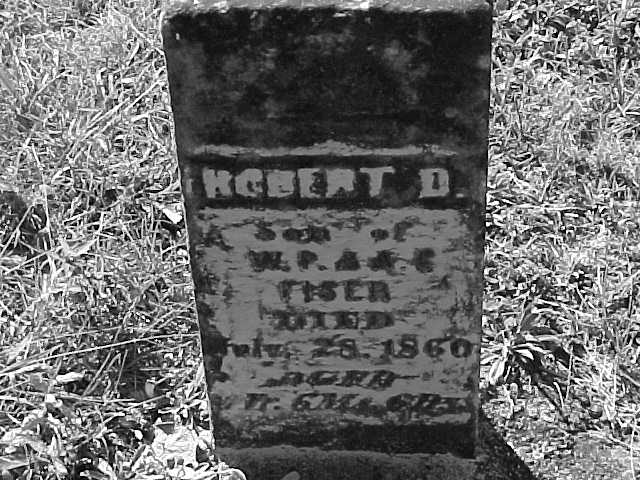 ROBERT D.
Son of
W.P. & A.C
FISER
DIED
July. 28. 1860
AGED